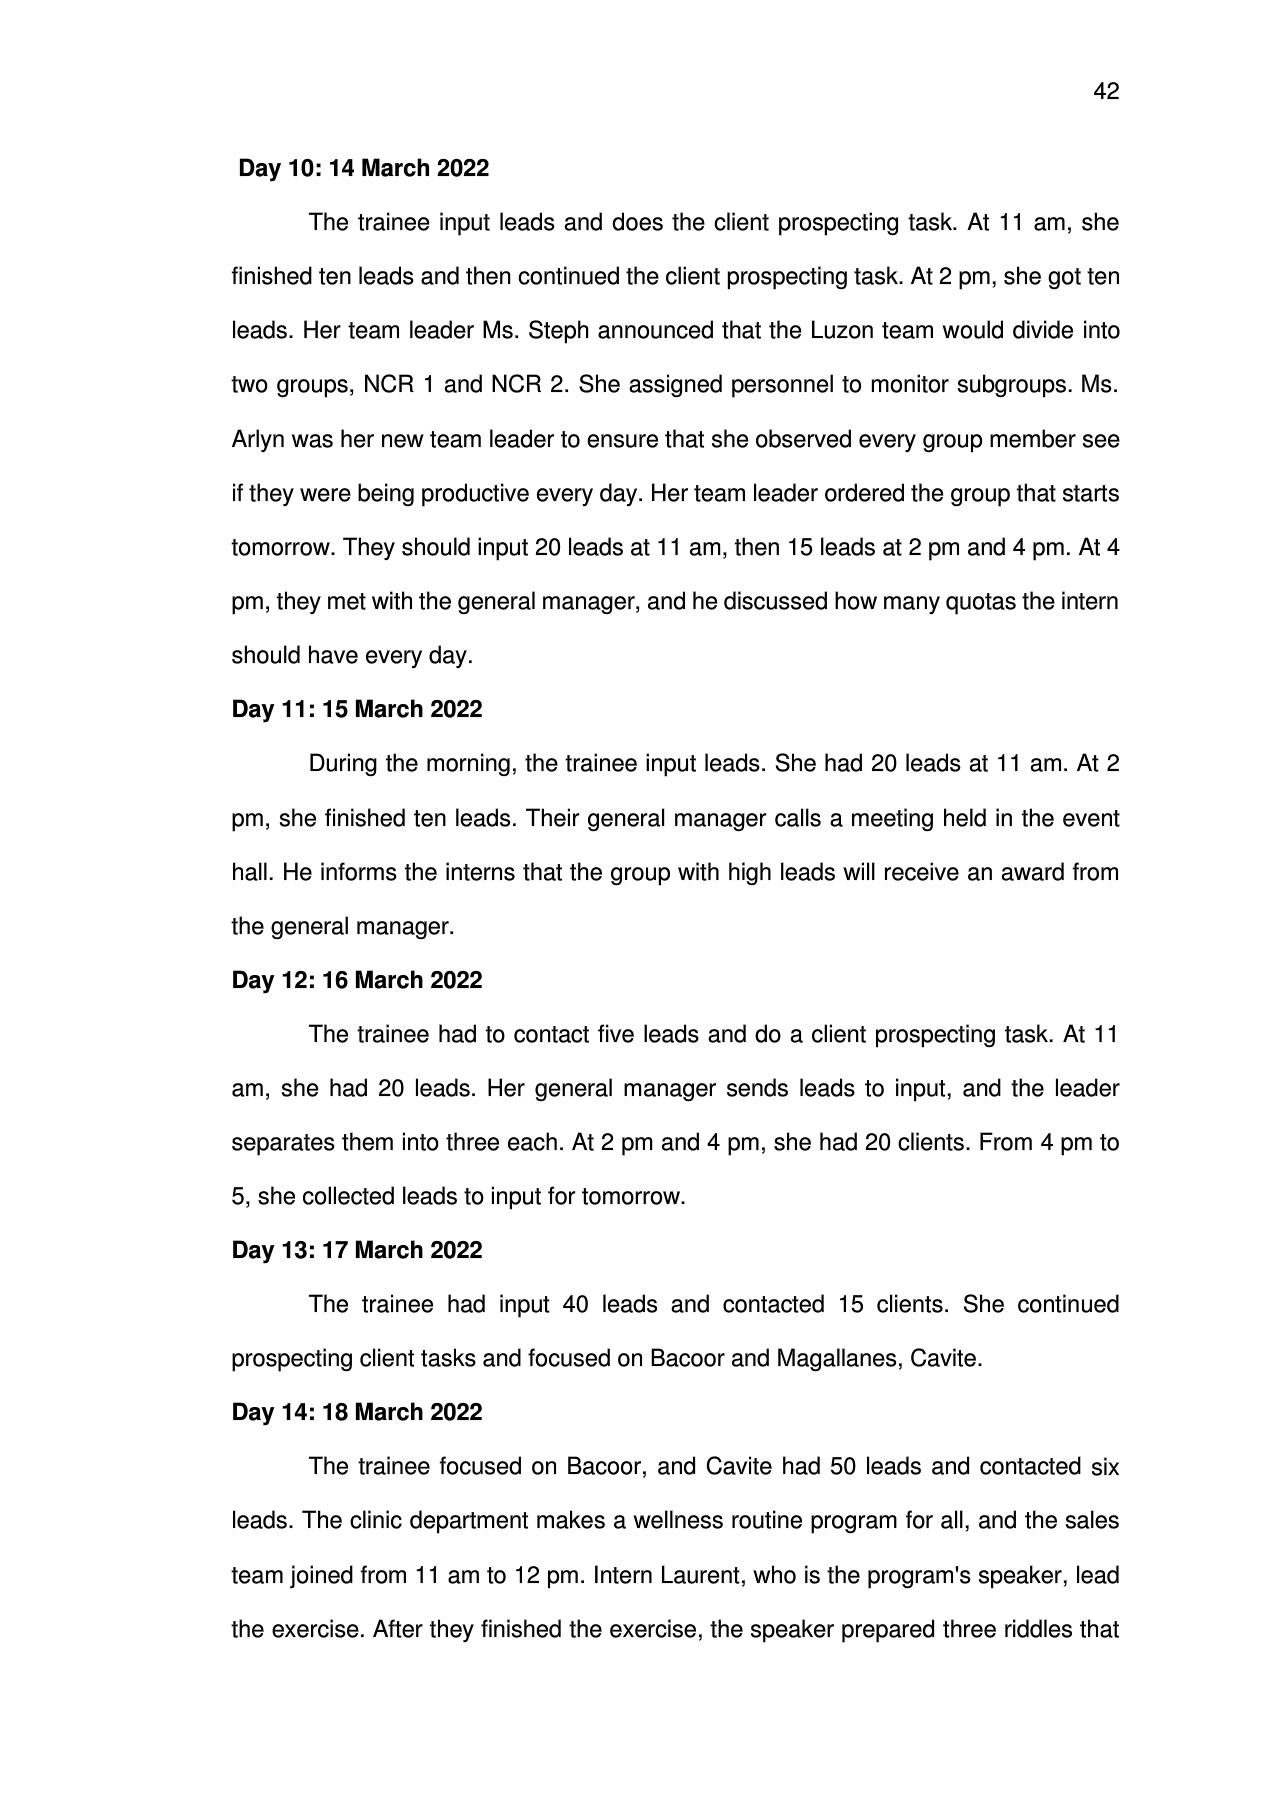 42
Day 10: 14 March 2022
The trainee input leads and does the client prospecting task. At 11 am, she
finished ten leads and then continued the client prospecting task. At 2 pm, she got ten
leads. Her team leader Ms. Steph announced that the Luzon team would divide into
two groups, NCR 1 and NCR 2. She assigned personnel to monitor subgroups. Ms.
Arlyn was her new team leader to ensure that she observed every group member see
if they were being productive every day. Her team leader ordered the group that starts
tomorrow. They should input 20 leads at 11 am, then 15 leads at 2 pm and 4 pm. At 4
pm, they met with the general manager, and he discussed how many quotas the intern
should have every day.
Day 11: 15 March 2022
During the morning, the trainee input leads. She had 20 leads at 11 am. At 2
pm, she finished ten leads. Their general manager calls a meeting held in the event
hall. He informs the interns that the group with high leads will receive an award from
the general manager.
Day 12: 16 March 2022
The trainee had to contact five leads and do a client prospecting task. At 11
am, she had 20 leads. Her general manager sends leads to input, and the leader
separates them into three each. At 2 pm and 4 pm, she had 20 clients. From 4 pm to
5, she collected leads to input for tomorrow.
Day 13: 17 March 2022
The trainee had input 40 leads and contacted 15 clients. She continued
prospecting client tasks and focused on Bacoor and Magallanes, Cavite.
Day 14: 18 March 2022
The trainee focused on Bacoor, and Cavite had 50 leads and contacted six
leads. The clinic department makes a wellness routine program for all, and the sales
team joined from 11 am to 12 pm. Intern Laurent, who is the program's speaker, lead
the exercise. After they finished the exercise, the speaker prepared three riddles that